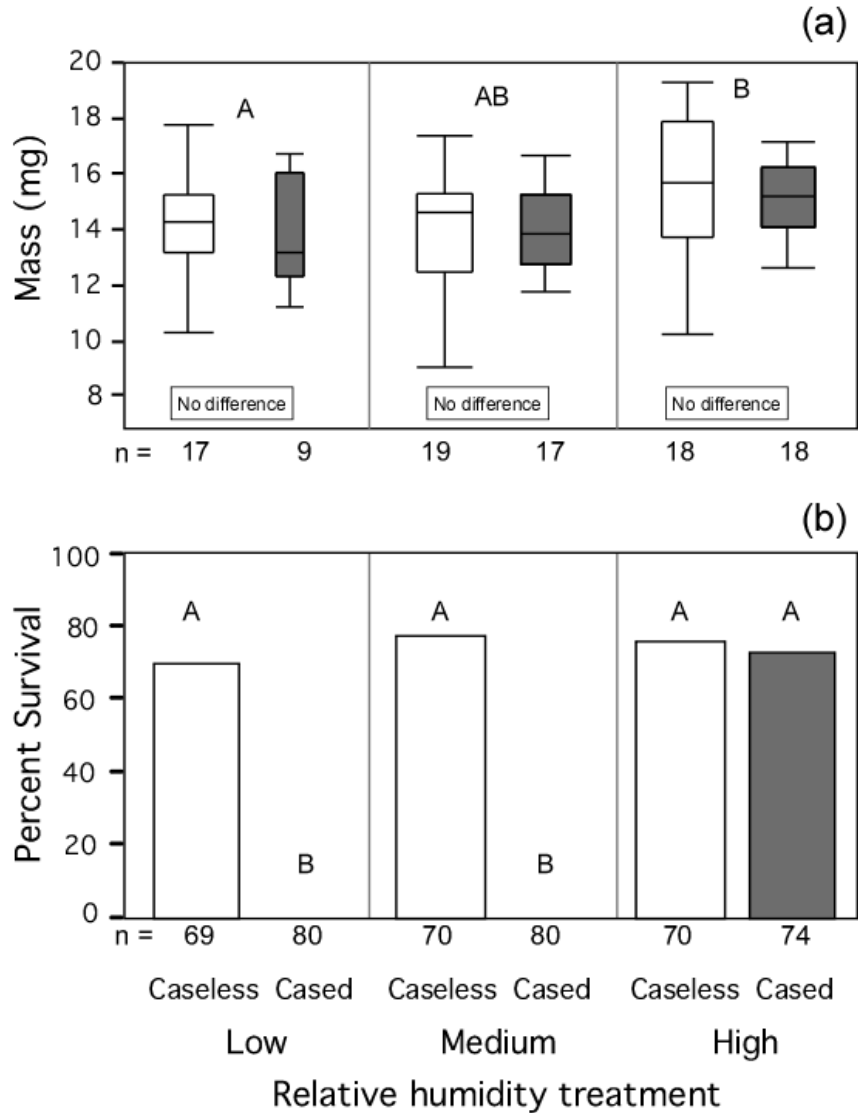 (a)
20
18
16
14
12
10
8
Mass (mg)
A
AB
B
No difference
No difference
No difference
n = 17 9 19 17 18 18
(b)
100
80
60
40
20
0
Percent Survival
A A A A
B B
n = 69 80 70 80 70 74
Caseless Cased Caseless Cased Caseless Cased
Low Medium High
Relative humidity treatment